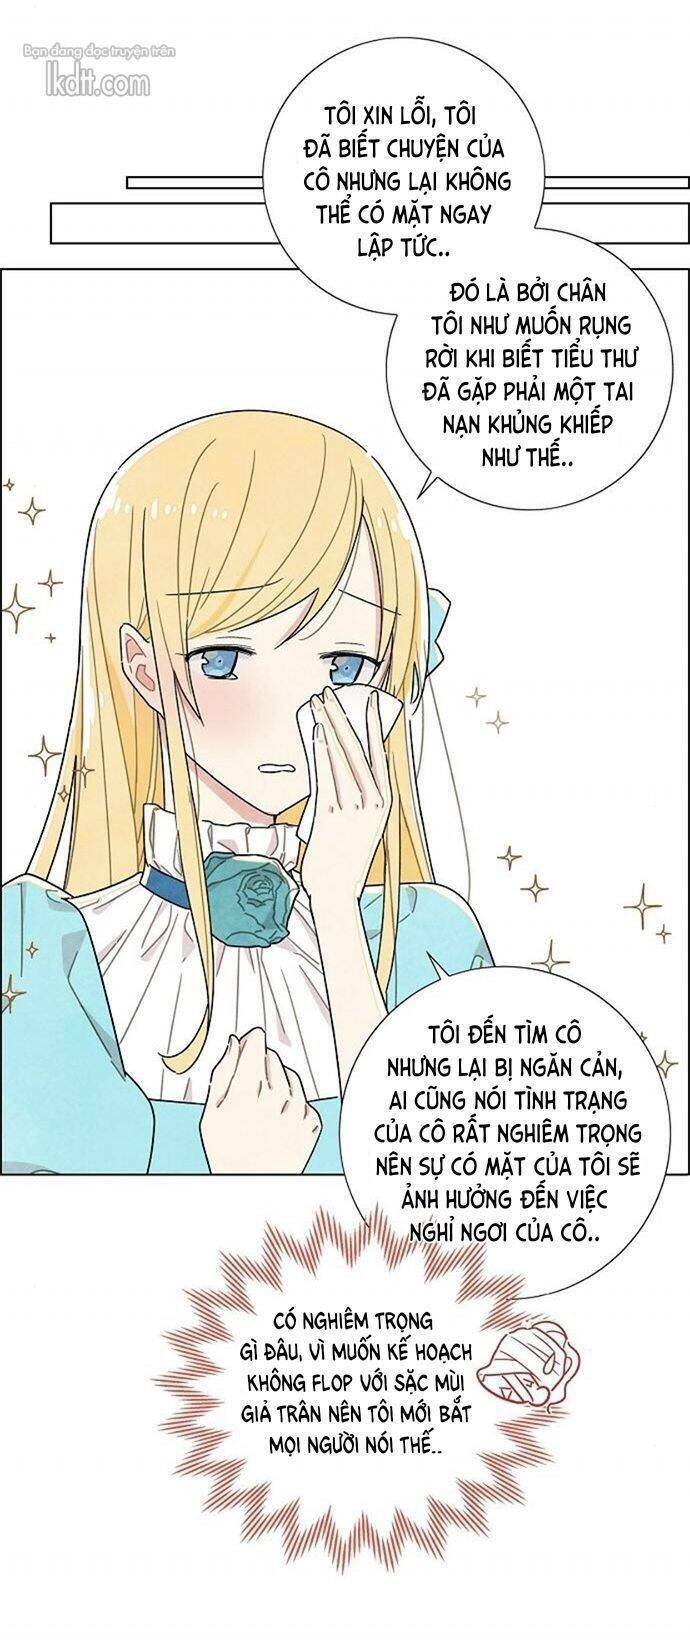 Bạn đang đọc truyện trên
lkdtt.com
TÔI XIN LỖI, TÔI
ĐÃ BIẾT CHUYỆN CỦA
CÔ NHƯNG LẠI KHÔNG
THỂ CÓ MẶT NGAY
LẬP TỨC..
ĐÓ LÀ BỞI CHÂN
TÔI NHƯ MUỐN RỤNG
RỜI KHI BIẾT TIỂU THƯ
ĐÃ GẶP PHẢI MỘT TAI
NẠN KHỦNG KHIẾP
NHƯ THẾ..
TÔI ĐẾN TÌM CÔ
NHƯNG LẠI BỊ NGĂN CẢN,
AI CŨNG NÓI TÌNH TRẠNG
CỦA CÔ RẤT NGHIÊM TRỌNG
NÊN SỰ CÓ MẶT CỦA TÔI SẼ
ẢNH HƯỞNG ĐẾN VIỆC
NGHỈ NGƠI CỦA CÔ..
CÓ NGHIÊM TRỌNG
GÌ ĐÂU, VÌ MUỐN KẾ HOẠCH
KHÔNG FLOP VỚI SẶC MÙI
GIẢ TRÂN NÊN TÔI MỚI BẮT
MỌI NGƯỜI NÓI THẾ..